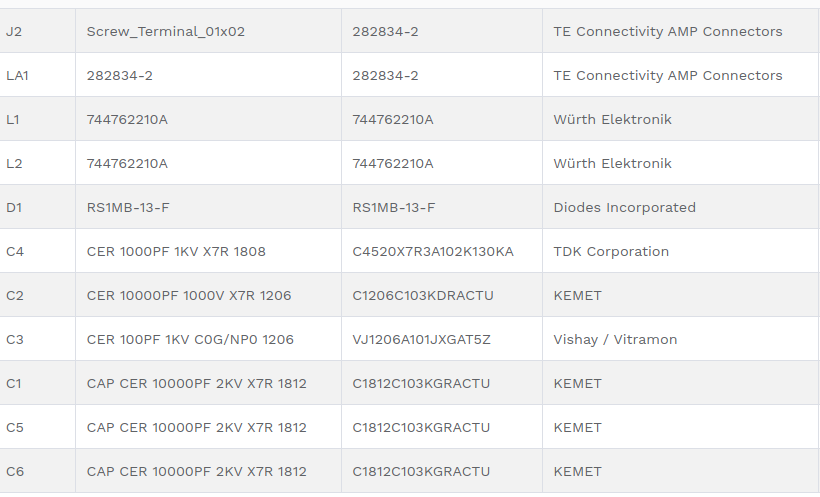 J2 Screw_Terminal_01x02 282834-2 TE Connectivity AMP Connectors
LA1 282834-2 282834-2 TE Connectivity AMP Connectors
L1 744762210A 744762210A Würth Elektronik
L2 744762210A 744762210A Würth Elektronik
D1 RS1MB-13-F RS1MB-13-F Diodes Incorporated
C4 CER 1000PF 1KV X7R 1808 C4520X7R3A102K130KA TDK Corporation
C2 CER 10000PF 1000V X7R 1206 C1206C103KDRACTU KEMET
C3 CER 100PF 1KV C0G/NP0 1206 VJ1206A101JXGAT5Z Vishay / Vitramon
C1 CAP CER 10000PF 2KV X7R 1812 C1812C103KGRACTU KEMET
C5 CAP CER 10000PF 2KV X7R 1812 C1812C103KGRACTU KEMET
C6 CAP CER 10000PF 2KV X7R 1812 C1812C103KGRACTU KEMET